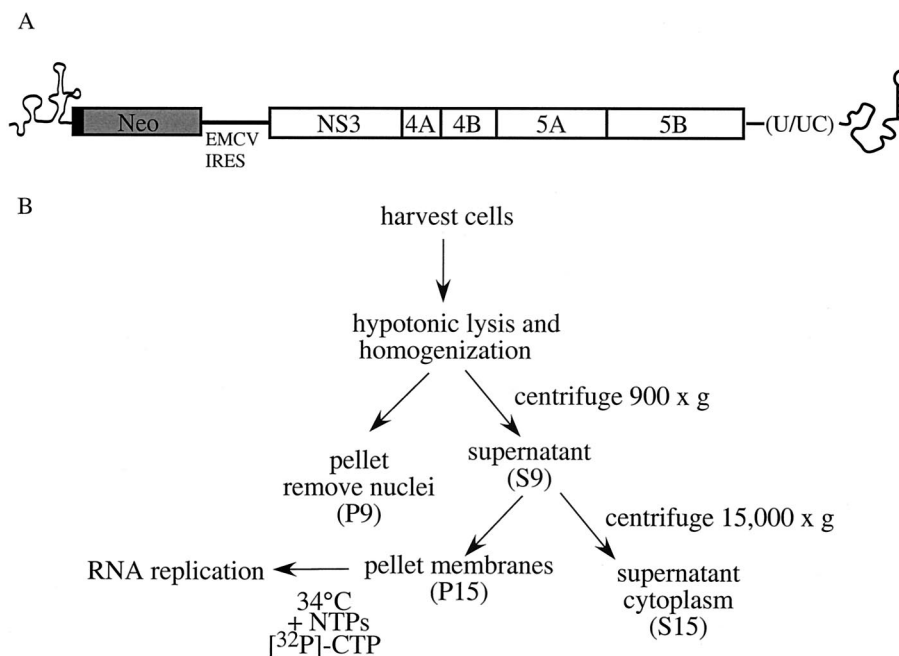 A
Neo
EMCV
IRES
NS3
4A
4B
5A
5B
(U/UC)
B
harvest cells
hypotonic lysis and
homogenization
centrifuge 900 x g
pellet
remove nuclei
(P9)
supernatant
(S9)
centrifuge 15,000 x g
RNA replication
34°C
+ NTPs
[32P]-CTP
pellet membranes
(P15)
supernatant
cytoplasm
(S15)